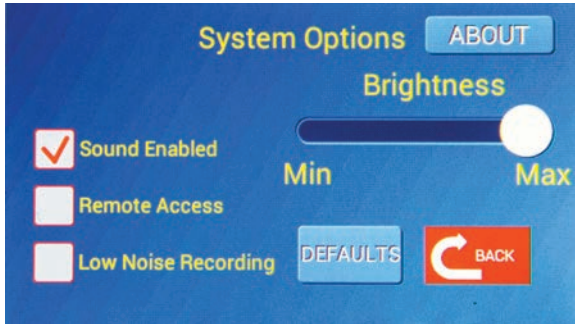 System Options
ABOUT
Brightness
Sound Enabled
Min
Max
Remote Access
Low Noise Recording
DEFAULTS
BACK